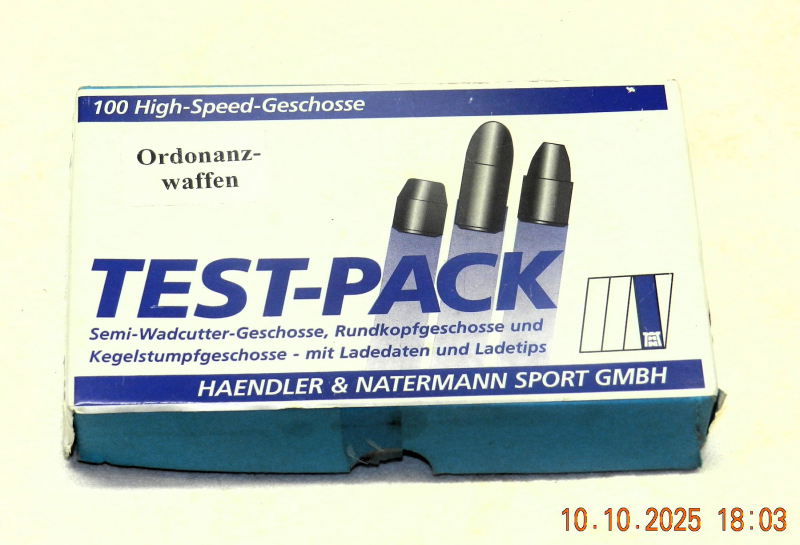 100 High-Speed-Geschosse
Ordonanz-
waffen
TEST-PACK
Semi-Wadcutter-Geschosse, Rundkopfgeschosse und
Kegelstumpfgeschosse - mit Ladedaten und Ladetips
HAENDLER & NATERMANN SPORT GMBH
10.10.2025 18:03